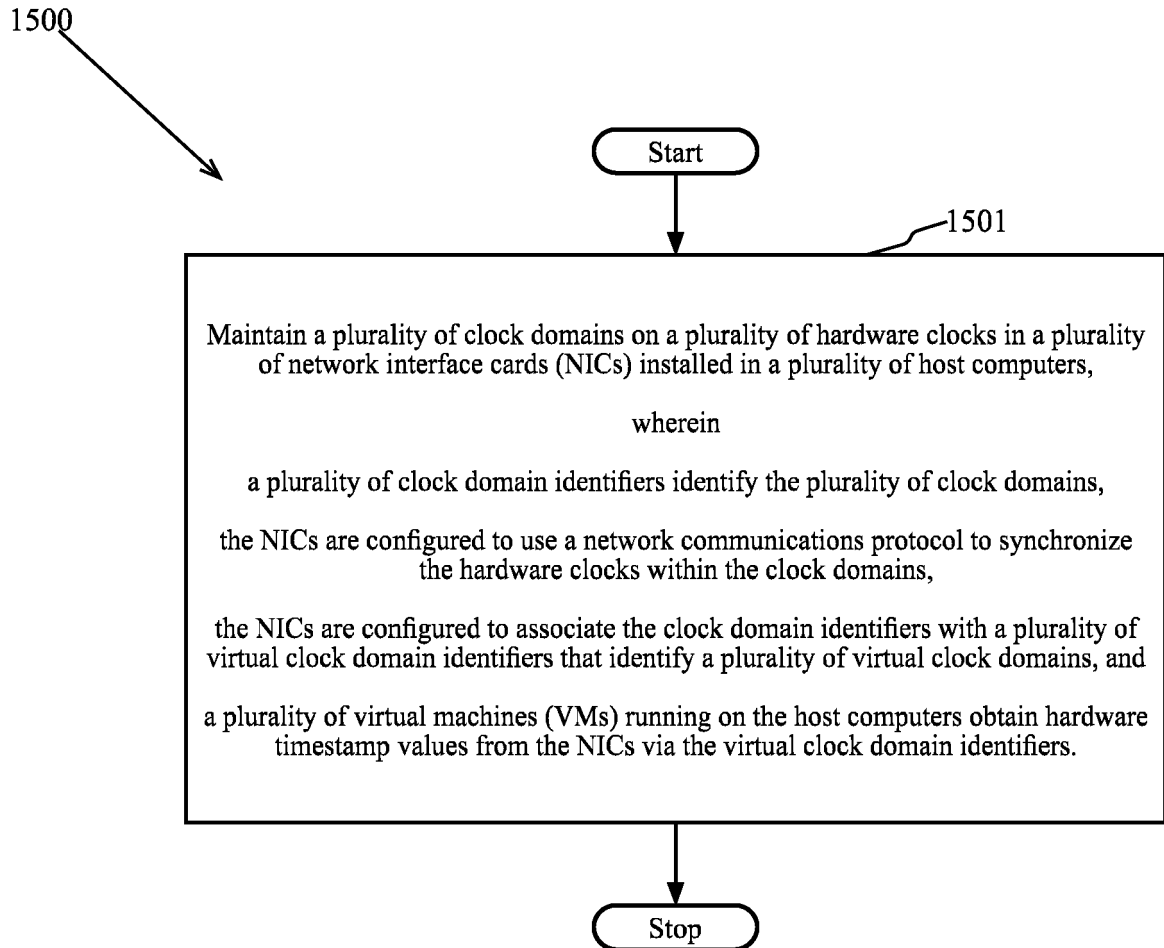 1500
Start
1501
Maintain a plurality of clock domains on a plurality of hardware clocks in a plurality
of network interface cards (NICs) installed in a plurality of host computers,
wherein
a plurality of clock domain identifiers identify the plurality of clock domains,
the NICs are configured to use a network communications protocol to synchronize
the hardware clocks within the clock domains,
the NICs are configured to associate the clock domain identifiers with a plurality of
virtual clock domain identifiers that identify a plurality of virtual clock domains, and
a plurality of virtual machines (VMs) running on the host computers obtain hardware
timestamp values from the NICs via the virtual clock domain identifiers.
Stop